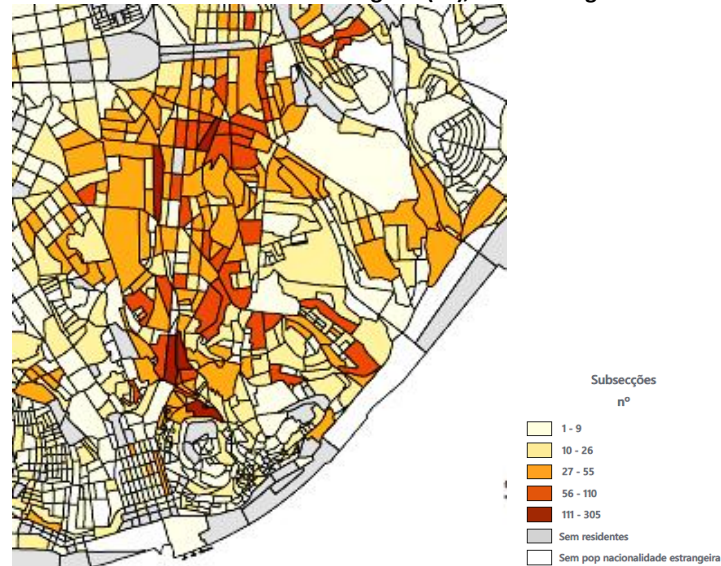 Subsecções
nº
1 - 9
10 - 26
27 - 55
56 - 110
111 - 305
Sem residentes
Sem pop nacionalidade estrangeira